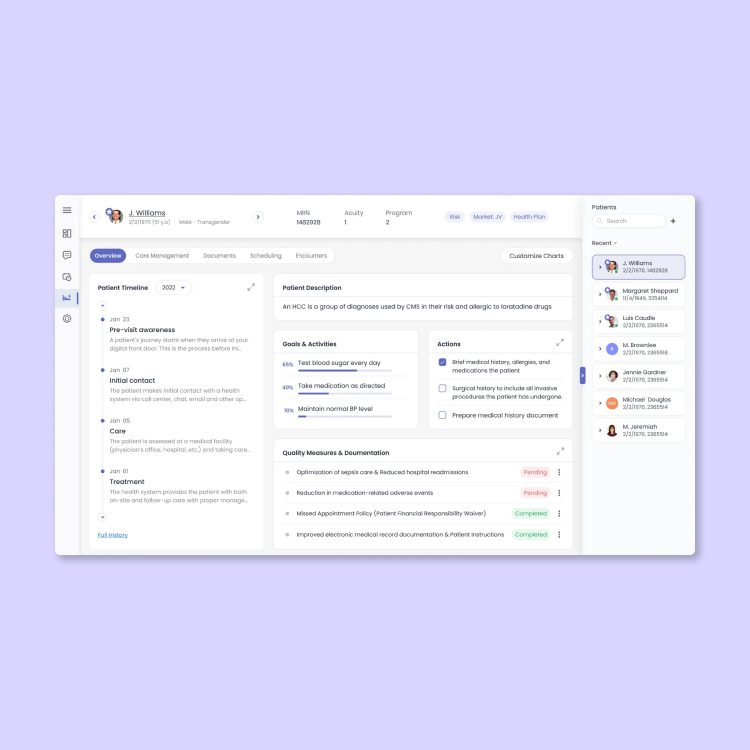 J. Williams
2/2/1970 (51 y.o) Male - Transgender
MRN
1482928
Acuity
1
Program
2
Risk
Market: JV
Health Plan
Overview
Care Management
Documents
Scheduling
Encounters
Customize Charts
Patient Timeline
2022
Jan 23
Pre-visit awareness
A patient's journey starts when they arrive at your
digital front door. This is the process before ini...
Jan 07
Initial contact
The patient makes initial contact with a health
system via call center, chat, email and other ap...
Jan 05
Care
The patient is assessed at a medical facility
(physician's office, hospital, etc.) and taking care...
Jan 01
Treatment
The health system provides the patient with both
on-site and follow-up care with proper manage...
Full History
Patient Description
An HCC is a group of diagnoses used by CMS in their risk and allergic to loratadine drugs
Goals & Activities
65% Test blood sugar every day
40% Take medication as directed
10% Maintain normal BP level
Actions
Brief medical history, allergies, and
medications the patient
Surgical history to include all invasive
procedures the patient has undergone.
Prepare medical history document
Quality Measures & Doumentation
Optimization of sepsis care & Reduced hospital readmissions
Pending
Reduction in medication-related adverse events
Pending
Missed Appointment Policy (Patient Financial Responsibility Waiver)
Completed
Improved electronic medical record documentation & Patient Instructions
Completed
Patients
Search
Recent
J. Williams
2/2/1970, 1482928
Margaret Sheppard
11/4/1949, 3254114
Luis Caudle
2/2/1970, 2365514
M. Brownlee
2/2/1970, 2365518
Jennie Gardner
2/2/1970, 2365514
Michael Douglas
2/2/1970, 2365514
M. Jeremiah
2/2/1970, 2365514